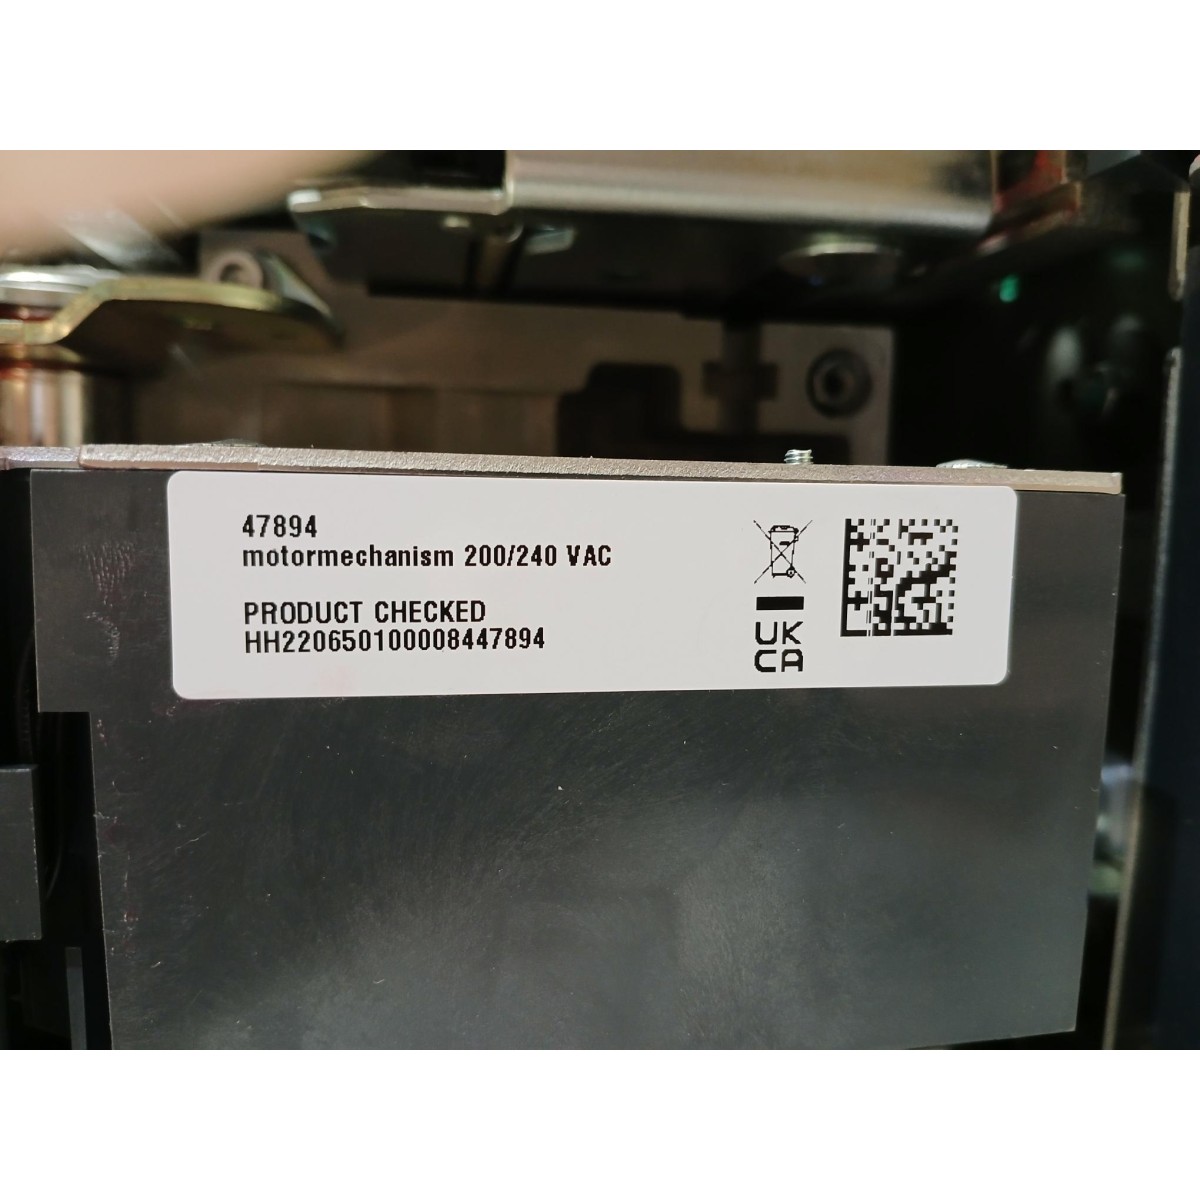 47894
motormechanism 200/240 VAC
PRODUCT CHECKED
HH220650100008447894
UK
CA